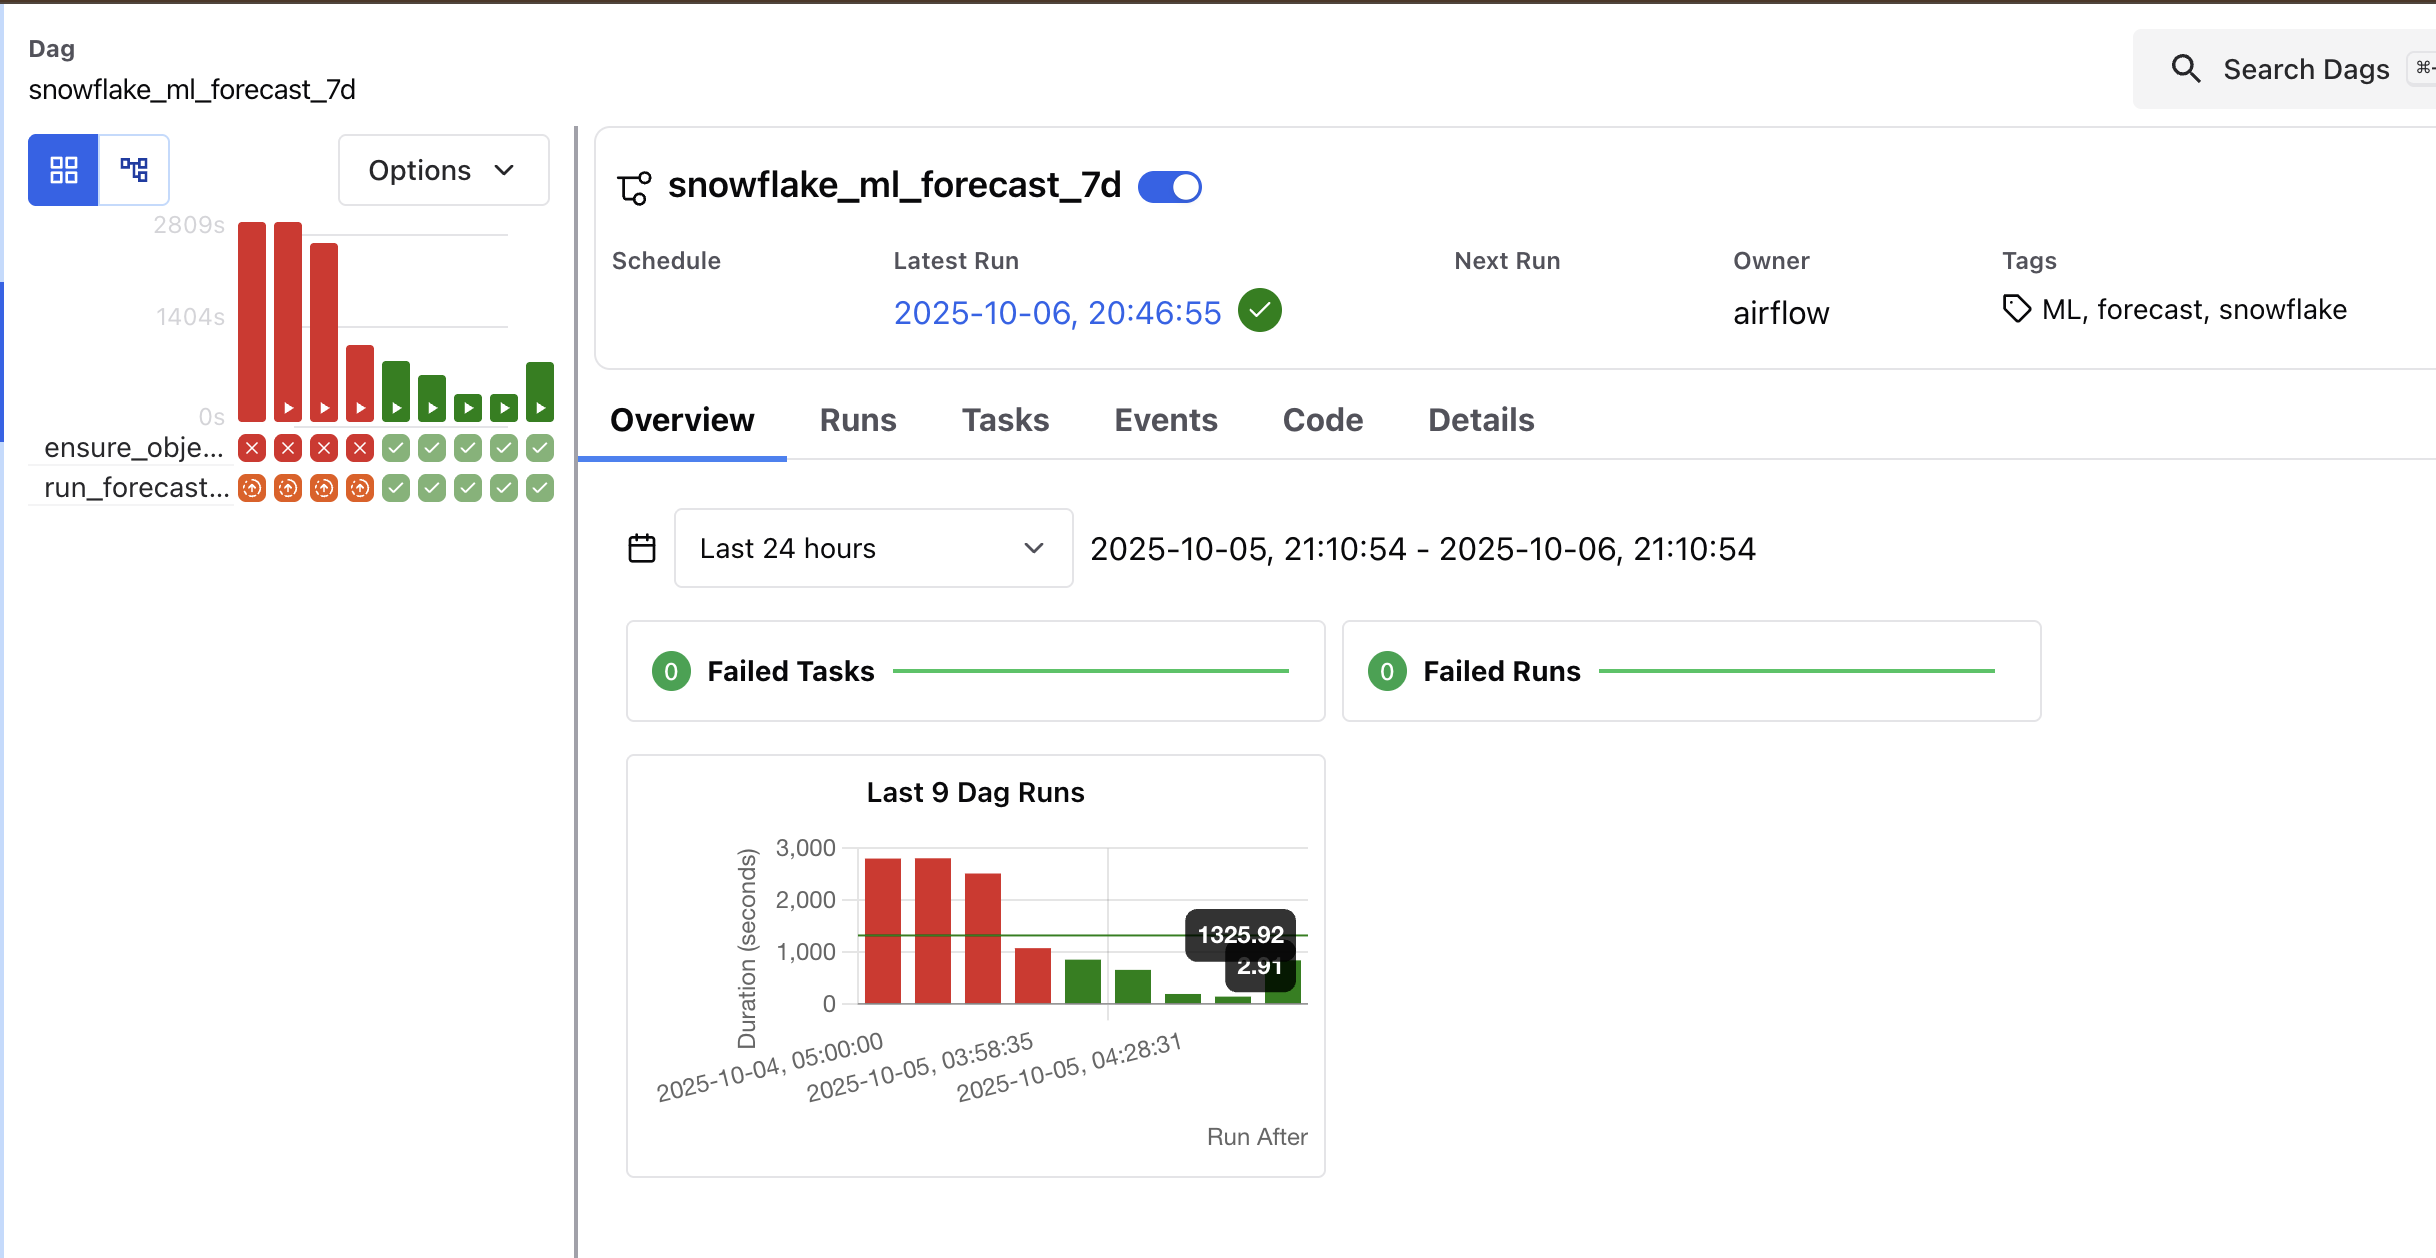 Dag
snowflake_ml_forecast_7d
Search Dags
Options
2809s
1404s
0s
ensure_obje...
run_forecast...
snowflake_ml_forecast_7d
Schedule
Latest Run
2025-10-06, 20:46:55
Next Run
Owner
airflow
Tags
ML, forecast, snowflake
Overview
Runs
Tasks
Events
Code
Details
Last 24 hours
2025-10-05, 21:10:54 - 2025-10-06, 21:10:54
0 Failed Tasks
0 Failed Runs
Last 9 Dag Runs
Duration (seconds)
3,000
2,000
1,000
0
1325.92
2.91
2025-10-04, 05:00:00
2025-10-05, 03:58:35
2025-10-05, 04:28:31
Run After